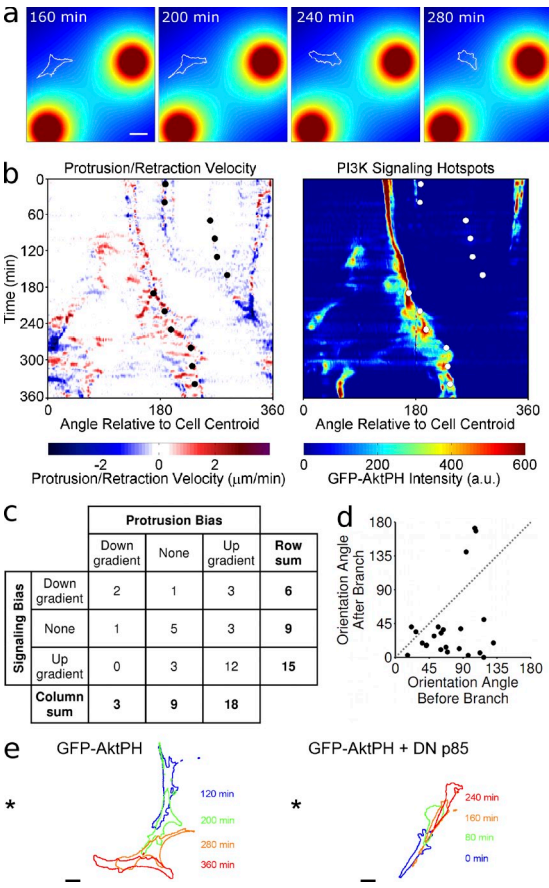 a
160 min 200 min 240 min 280 min
b
Protrusion/Retraction Velocity
PI3K Signaling Hotspots
Time (min)
0
60
120
180
240
300
360
0 180 360
Angle Relative to Cell Centroid
0 180 360
Angle Relative to Cell Centroid
-2 0 2
Protrusion/Retraction Velocity (μm/min)
0 200 400 600
GFP-AktPH Intensity (a.u.)
c
Protrusion Bias
Down gradient None Up gradient Row sum
Signaling Bias
Down gradient 2 1 3 6
None 1 5 3 9
Up gradient 0 3 12 15
Column sum 3 9 18
d
Orientation Angle
After Branch
180
135
90
45
0
0 45 90 135 180
Orientation Angle
Before Branch
e
GFP-AktPH
*
120 min
200 min
280 min
360 min
GFP-AktPH + DN p85
*
240 min
160 min
80 min
0 min